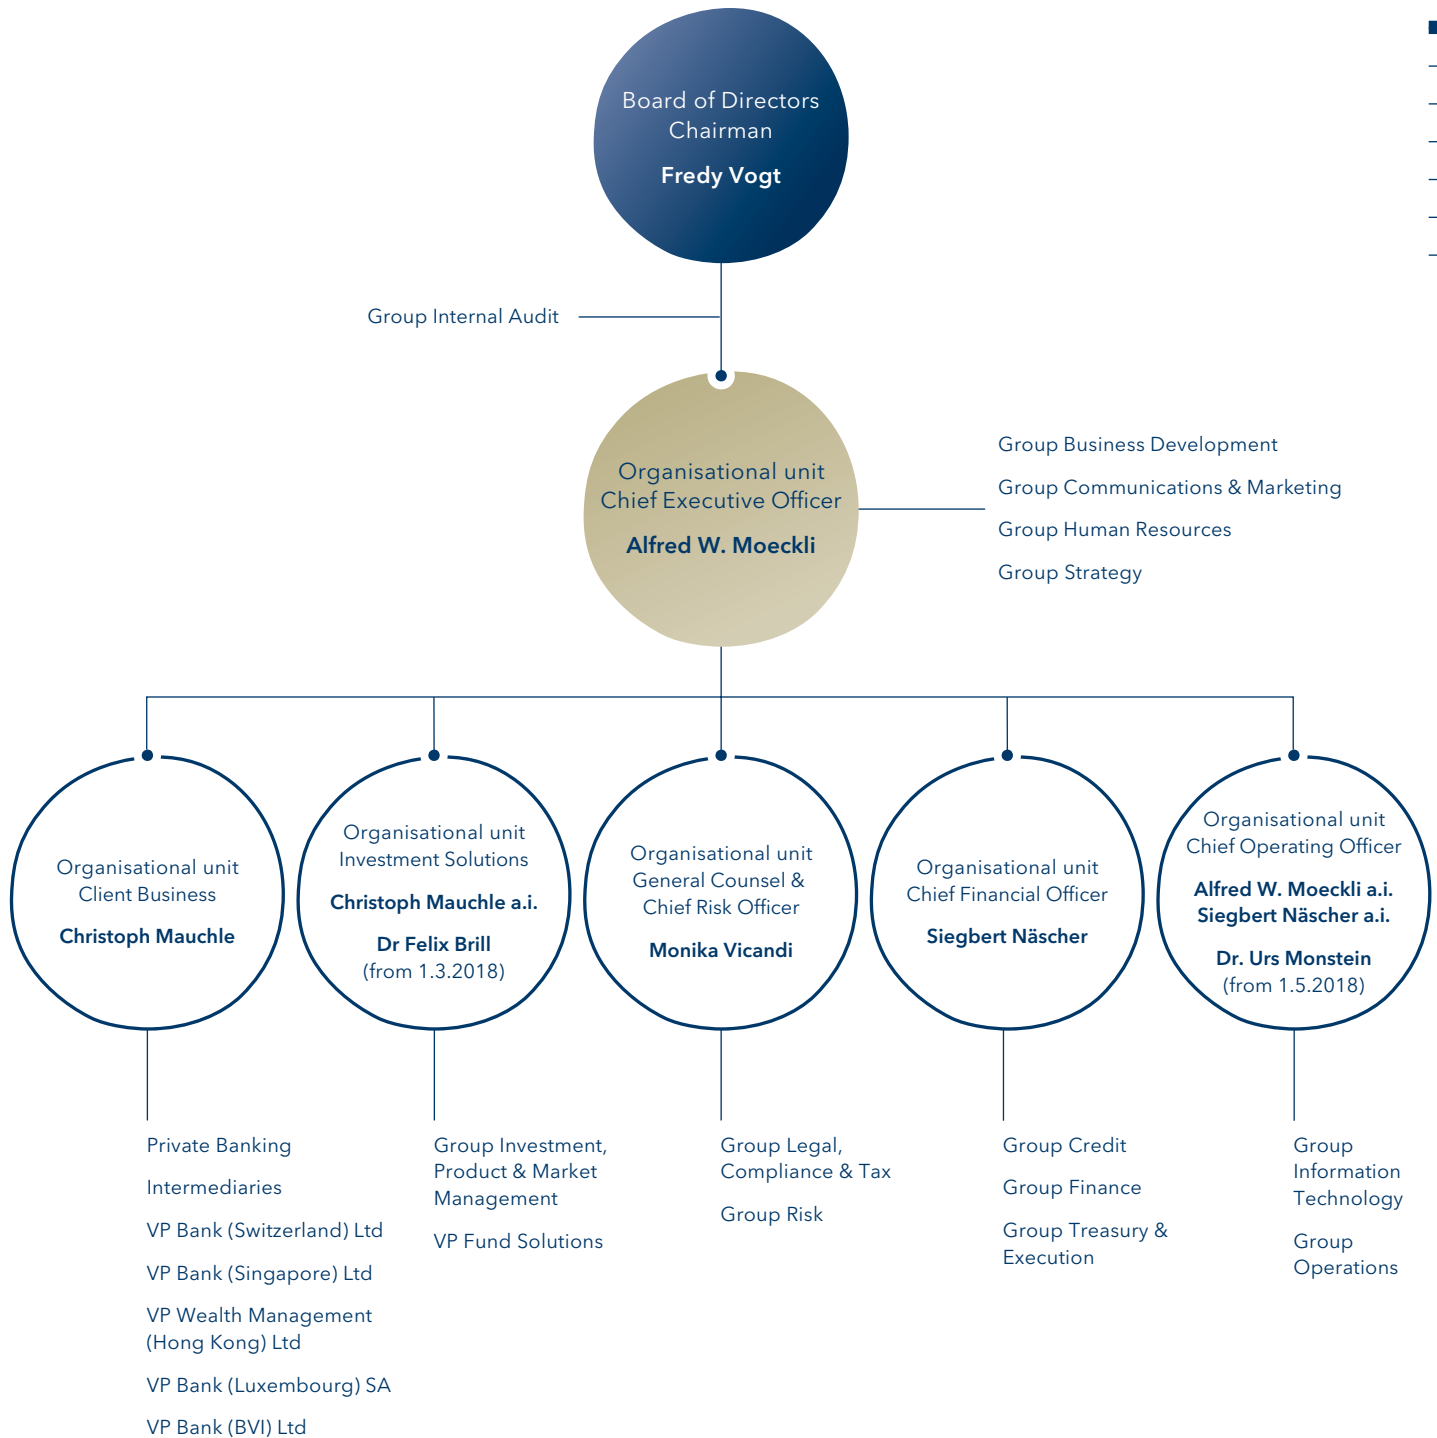 Board of Directors
Chairman
Fredy Vogt
Group Internal Audit
Organisational unit
Chief Executive Officer
Alfred W. Moeckli
Group Business Development
Group Communications & Marketing
Group Human Resources
Group Strategy
Organisational unit
Client Business
Christoph Mauchle
Organisational unit
Investment Solutions
Christoph Mauchle a.i.
Dr Felix Brill
(from 1.3.2018)
Organisational unit
General Counsel &
Chief Risk Officer
Monika Vicandi
Organisational unit
Chief Financial Officer
Siegbert Näscher
Organisational unit
Chief Operating Officer
Alfred W. Moeckli a.i.
Siegbert Näscher a.i.
Dr. Urs Monstein
(from 1.5.2018)
Private Banking
Intermediaries
VP Bank (Switzerland) Ltd
VP Bank (Singapore) Ltd
VP Wealth Management
(Hong Kong) Ltd
VP Bank (Luxembourg) SA
VP Bank (BVI) Ltd
Group Investment,
Product & Market
Management
VP Fund Solutions
Group Legal,
Compliance & Tax
Group Risk
Group Credit
Group Finance
Group Treasury &
Execution
Group
Information
Technology
Group
Operations